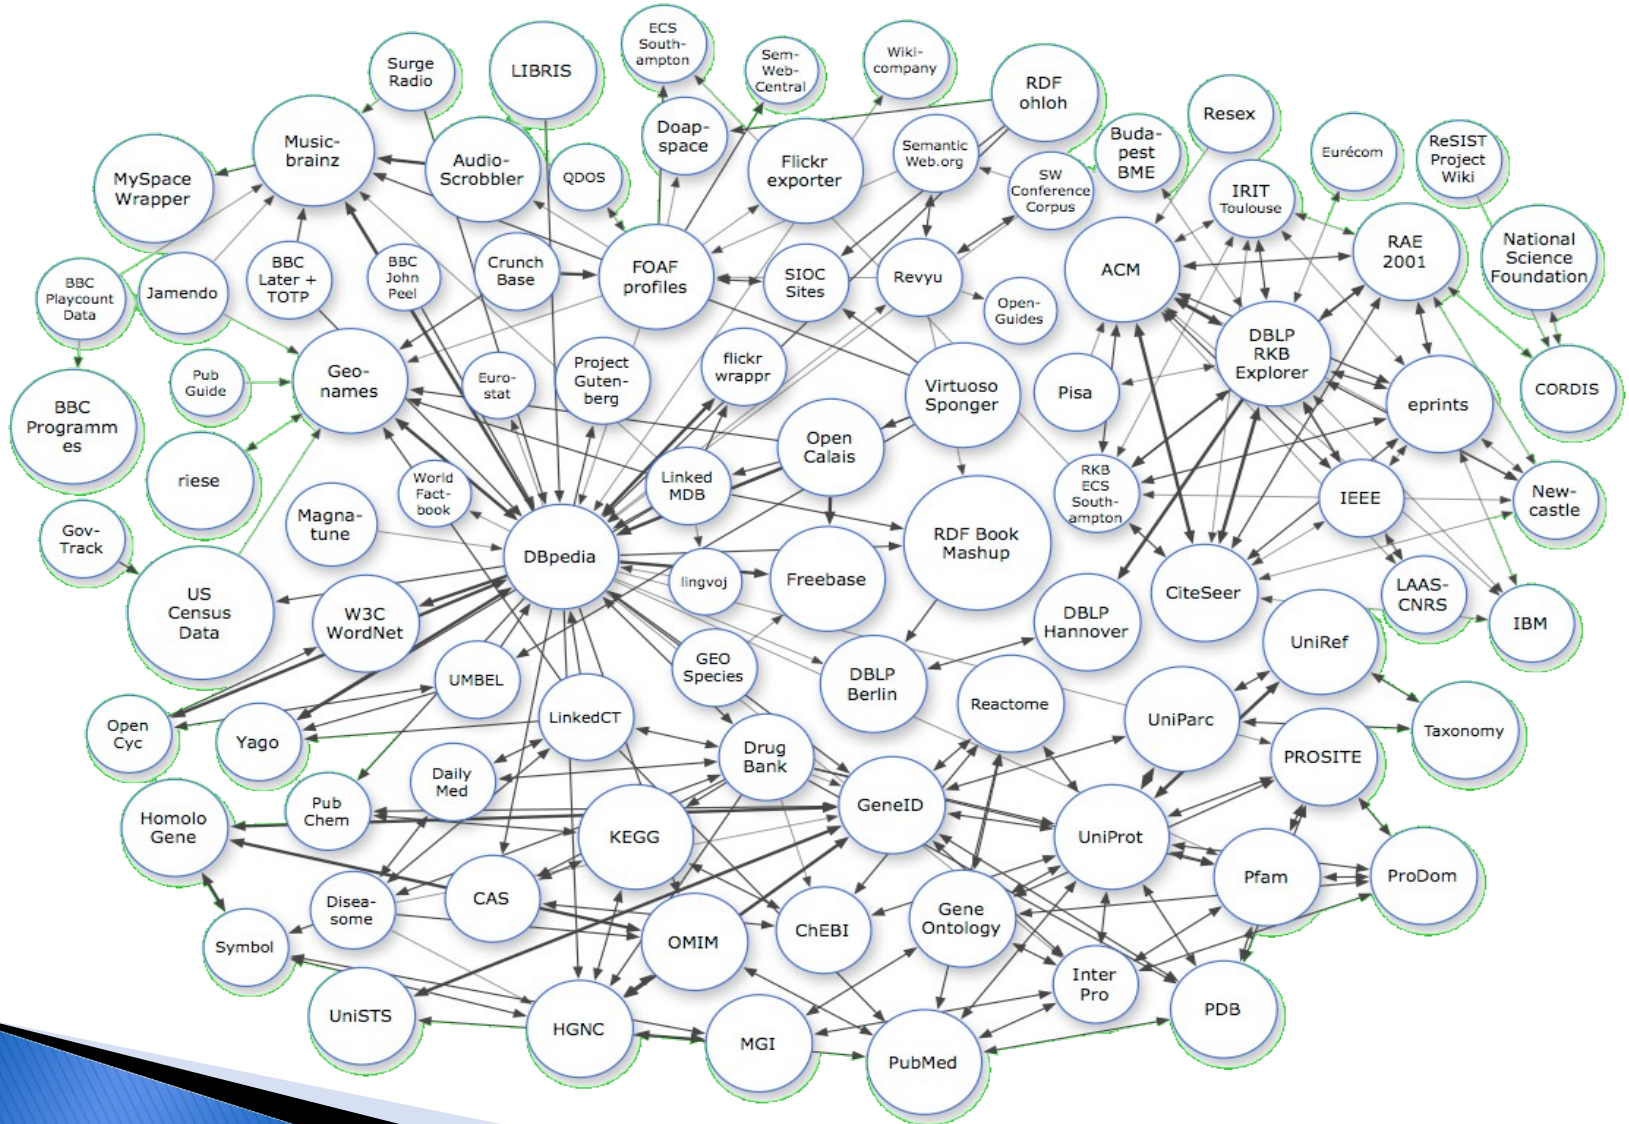 ECS
South-
ampton
Surge
Radio
LIBRIS
Sem-
Web-
Central
Wiki-
company
RDF
ohloh
Resex
Music-
brainz
Doap-
space
Flickr
exporter
Semantic
Web.org
Buda-
pest
BME
Eurécom
ReSIST
Project
Wiki
MySpace
Wrapper
Audio-
Scrobbler
QDOS
SW
Conference
Corpus
IRIT
Toulouse
BBC
Playcount
Data
Jamendo
BBC
Later +
TOTP
BBC
John
Peel
Crunch
Base
FOAF
profiles
SIOC
Sites
Revyu
Open-
Guides
ACM
RAE
2001
National
Science
Foundation
BBC
Programm
es
Pub
Guide
Geo-
names
Euro-
stat
Project
Guten-
berg
flickr
wrappr
Virtuoso
Sponger
Pisa
DBLP
RKB
Explorer
eprints
CORDIS
riese
World
Fact-
book
Linked
MDB
Open
Calais
RKB
ECS
South-
ampton
IEEE
New-
castle
Gov-
Track
Magna-
tune
DBpedia
lingvoj
Freebase
RDF Book
Mashup
US
Census
Data
W3C
WordNet
DBLP
Hannover
CiteSeer
LAAS-
CNRS
IBM
UMBEL
GEO
Species
DBLP
Berlin
Reactome
UniParc
UniRef
Open
Cyc
Yago
LinkedCT
Drug
Bank
PROSITE
Taxonomy
Daily
Med
Homolo
Gene
Pub
Chem
KEGG
GeneID
UniProt
Pfam
ProDom
Disea-
some
CAS
Symbol
OMIM
ChEBI
Gene
Ontology
Inter
Pro
PDB
UniSTS
HGNC
MGI
PubMed